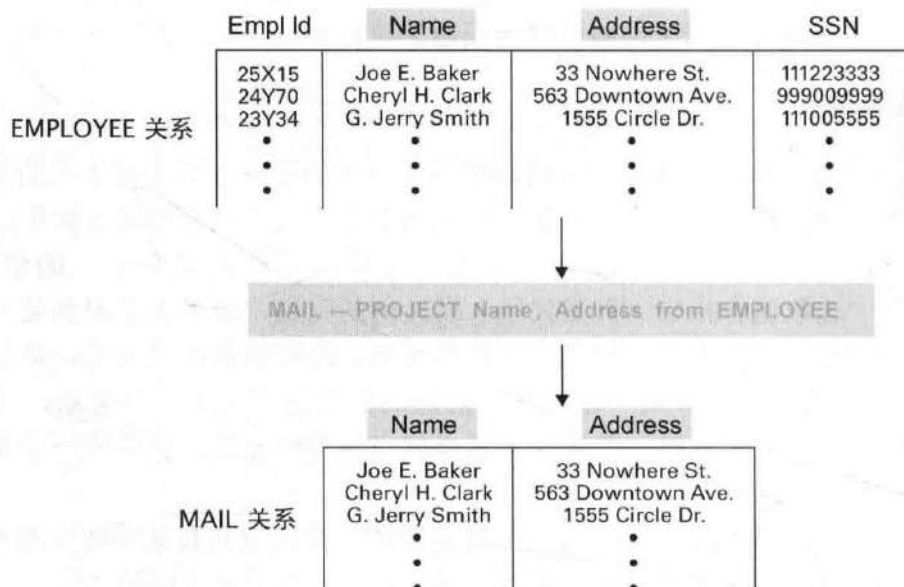 Empl Id Name Address SSN
25X15 Joe E. Baker 33 Nowhere St. 111223333
24Y70 Cheryl H. Clark 563 Downtown Ave. 999009999
EMPLOYEE 关系 23Y34 G. Jerry Smith 1555 Circle Dr. 111005555
MAIL — PROJECT Name, Address from EMPLOYEE
Name Address
Joe E. Baker 33 Nowhere St.
Cheryl H. Clark 563 Downtown Ave.
MAIL 关系 G. Jerry Smith 1555 Circle Dr.